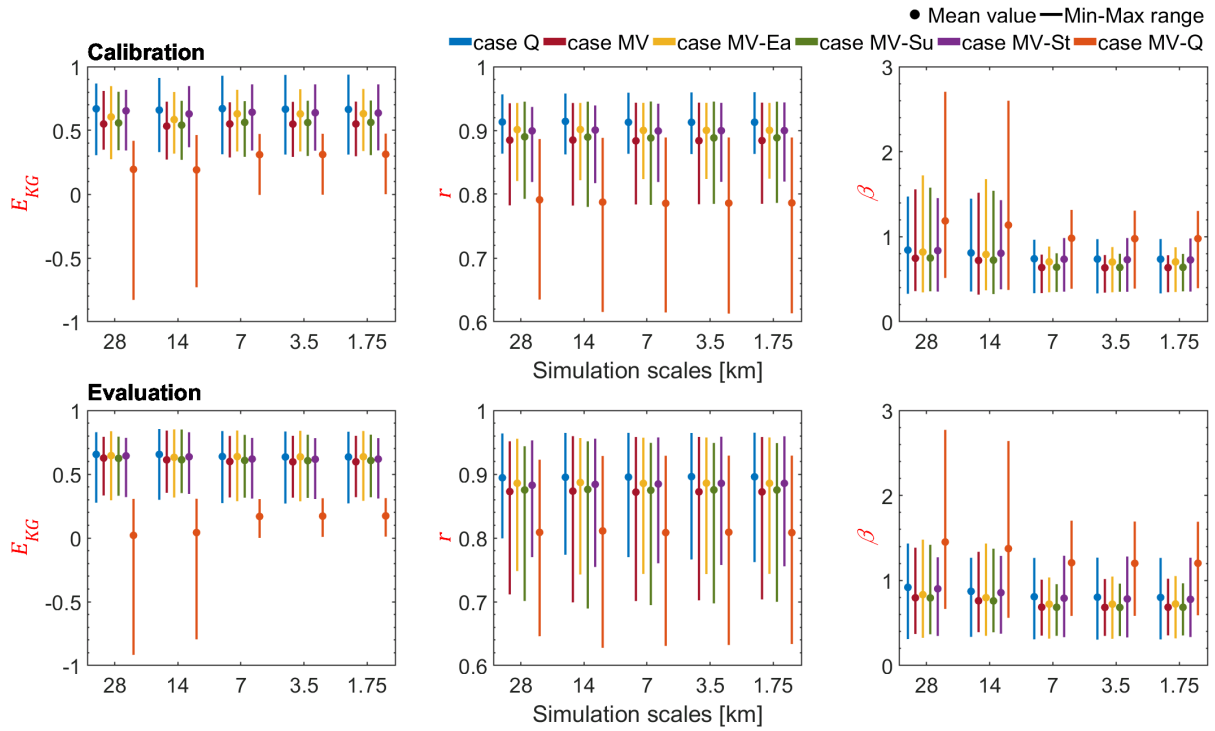 Mean value Min-Max range
case Q case MV case MV-Ea case MV-Su case MV-St case MV-Q
Calibration
1
0.5
0
-0.5
-1
E_KG
28 14 7 3.5 1.75
1
0.9
0.8
0.7
0.6
r
28 14 7 3.5 1.75
Simulation scales [km]
3
2
1
0
β
28 14 7 3.5 1.75
Evaluation
1
0.5
0
-0.5
-1
E_KG
28 14 7 3.5 1.75
1
0.9
0.8
0.7
0.6
r
28 14 7 3.5 1.75
Simulation scales [km]
3
2
1
0
β
28 14 7 3.5 1.75